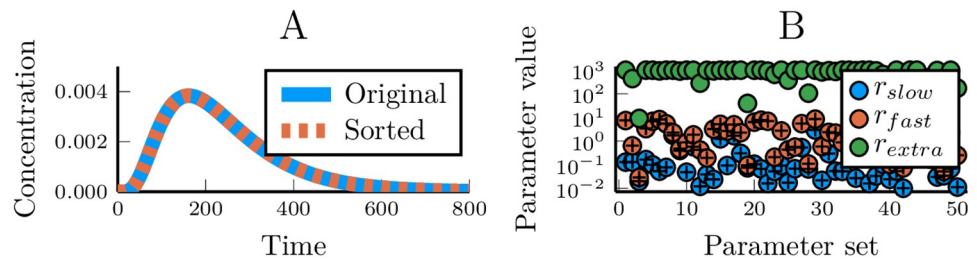 A
Concentration
0.004
0.002
0.000
0
200
400
600
800
Time
Original
Sorted
B
Parameter value
10³
10²
10¹
10⁰
10⁻¹
10⁻²
0
10
20
30
40
50
Parameter set
r_slow
r_fast
r_extra